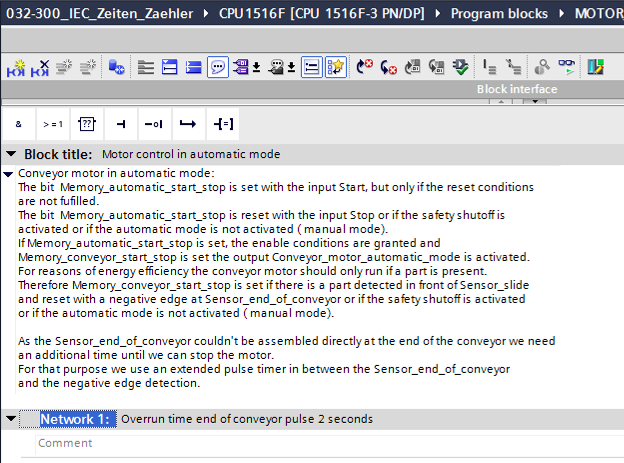 032-300_IEC_Zeiten_Zaehler ▸ CPU1516F [CPU 1516F-3 PN/DP] ▸ Program blocks ▸ MOTOR
Block interface
& >=1 ?? -o| -[=]
Block title: Motor control in automatic mode
Conveyor motor in automatic mode:
The bit Memory_automatic_start_stop is set with the input Start, but only if the reset conditions
are not fufilled.
The bit Memory_automatic_start_stop is reset with the input Stop or if the safety shutoff is
activated or if the automatic mode is not activated ( manual mode).
If Memory_automatic_start_stop is set, the enable conditions are granted and
Memory_conveyor_start_stop is set the output Conveyor_motor_automatic_mode is activated.
For reasons of energy efficiency the conveyor motor should only run if a part is present.
Therefore Memory_conveyor_start_stop is set if there is a part detected in front of Sensor_slide
and reset with a negative edge at Sensor_end_of_conveyor or if the safety shutoff is activated
or if the automatic mode is not activated ( manual mode).
As the Sensor_end_of_conveyor couldn't be assembled directly at the end of the conveyor we need
an additional time until we can stop the motor.
For that purpose we use an extended pulse timer in between the Sensor_end_of_conveyor
and the negative edge detection.
Network 1: Overrun time end of conveyor pulse 2 seconds
Comment